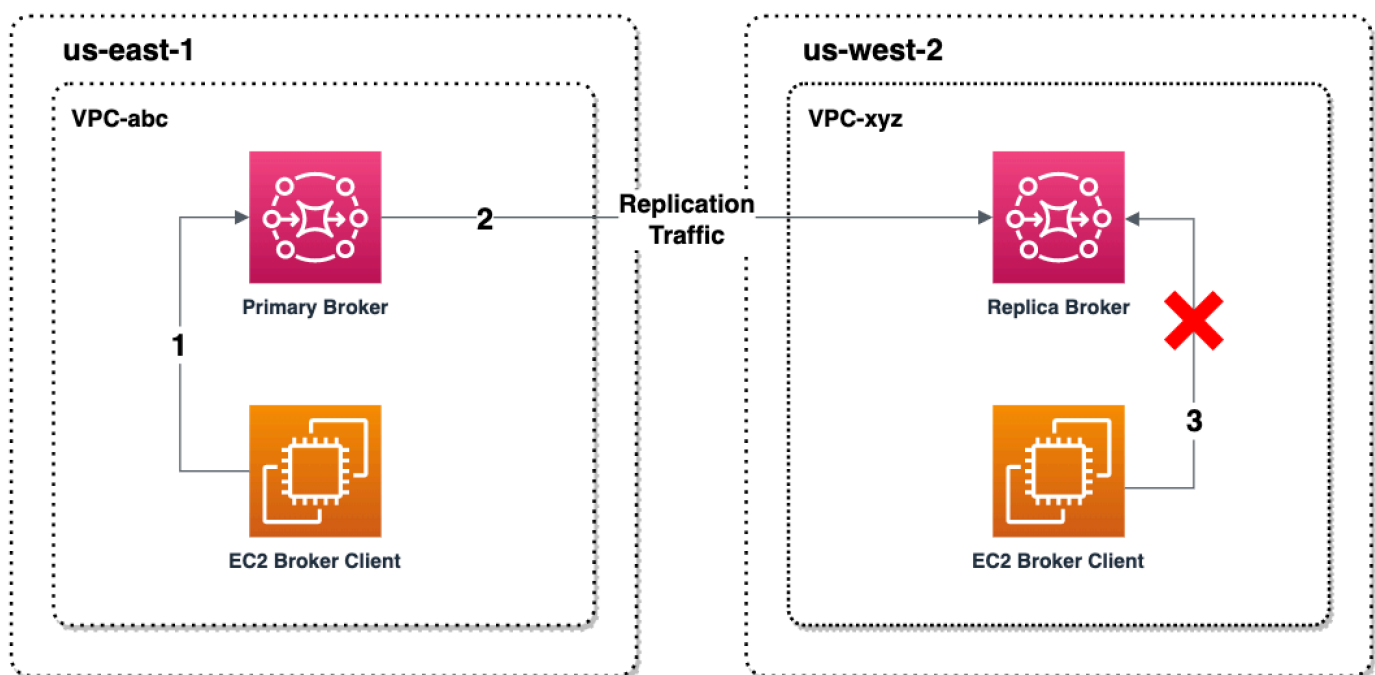 us-east-1
us-west-2
VPC-abc
VPC-xyz
2
Replication
Traffic
Primary Broker
Replica Broker
1
3
EC2 Broker Client
EC2 Broker Client